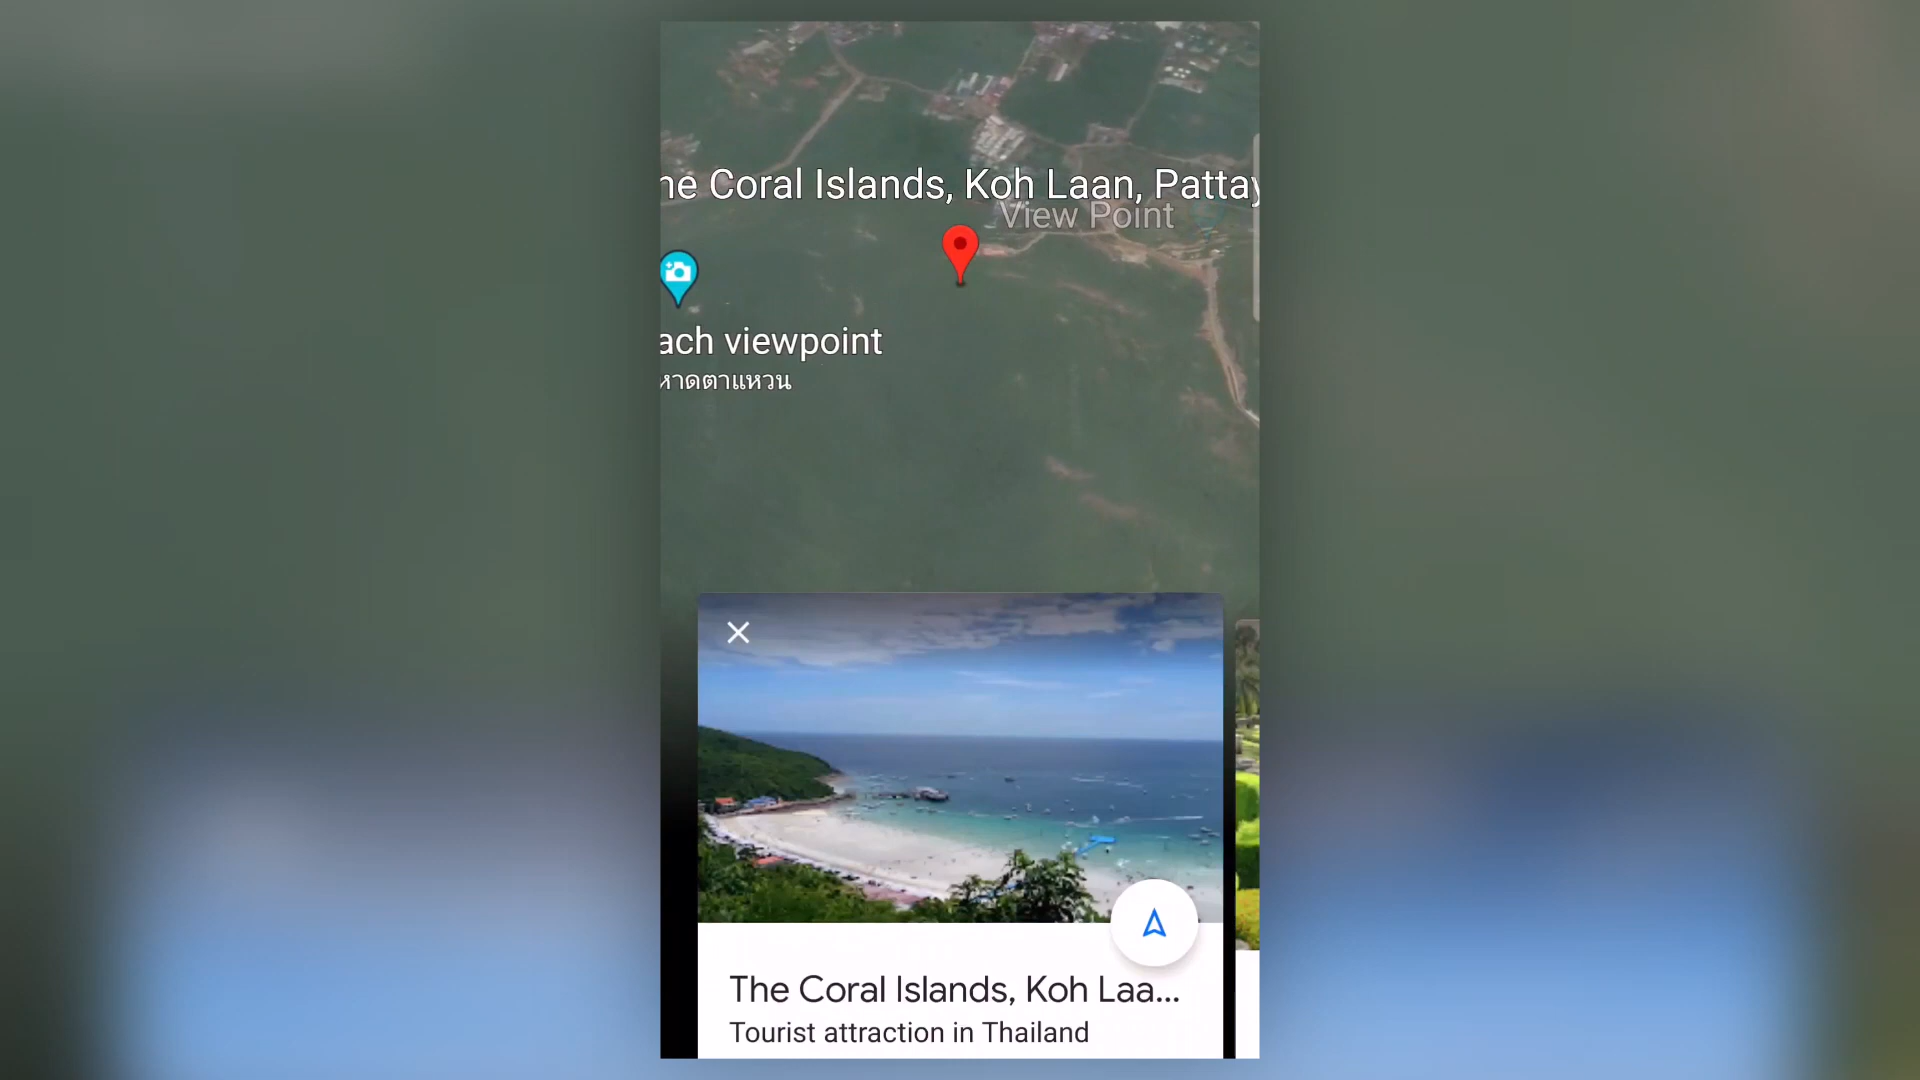 he Coral Islands, Koh Laan, Pattay
View Point
ach viewpoint
หาดตาแหวน
The Coral Islands, Koh Laa...
Tourist attraction in Thailand